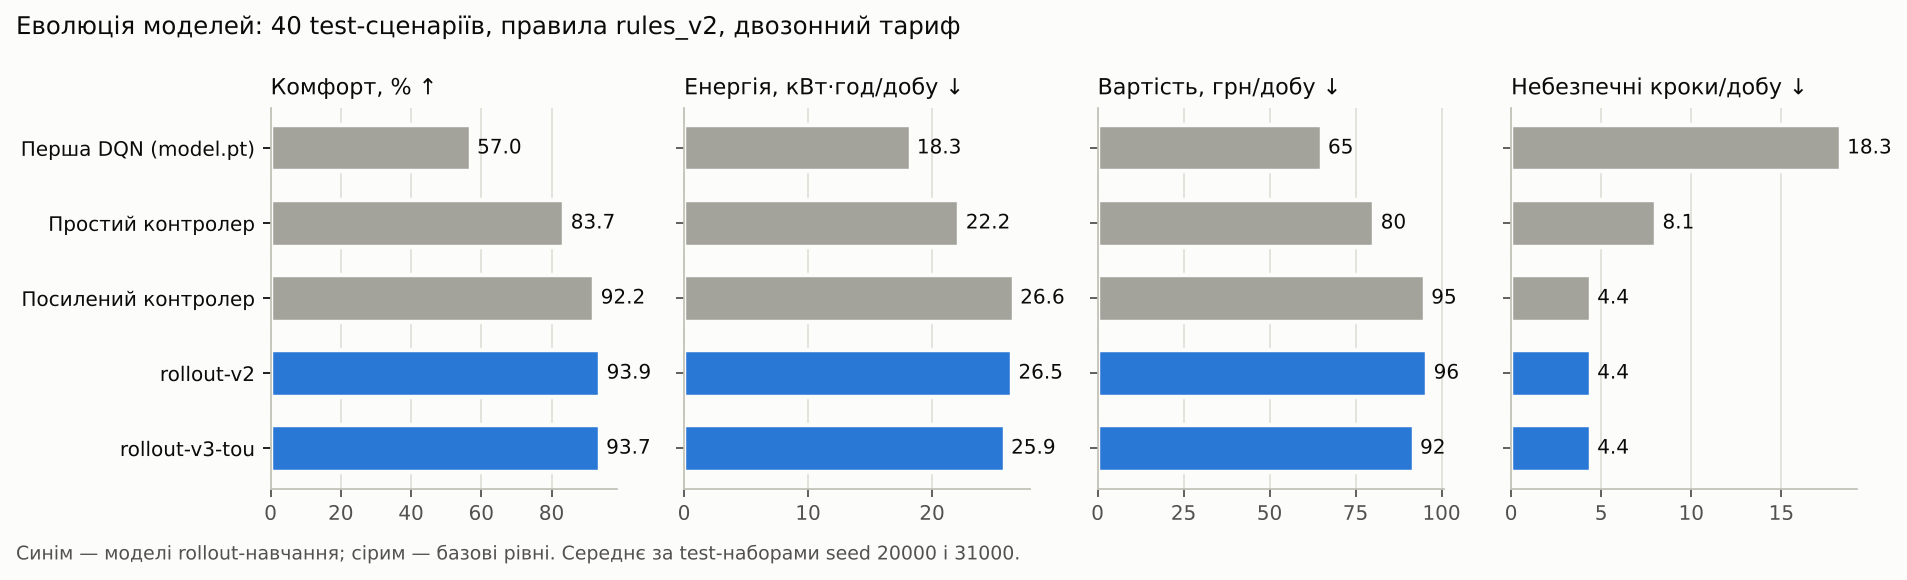 Еволюція моделей: 40 test-сценаріїв, правила rules_v2, двозонний тариф
Комфорт, % ↑
Енергія, кВт·год/добу ↓
Вартість, грн/добу ↓
Небезпечні кроки/добу ↓
Перша DQN (model.pt) 57.0 18.3 65 18.3
Простий контролер 83.7 22.2 80 8.1
Посилений контролер 92.2 26.6 95 4.4
rollout-v2 93.9 26.5 96 4.4
rollout-v3-tou 93.7 25.9 92 4.4
0 20 40 60 80 0 10 20 0 25 50 75 100 0 5 10 15
Синім — моделі rollout-навчання; сірим — базові рівні. Середнє за test-наборами seed 20000 і 31000.